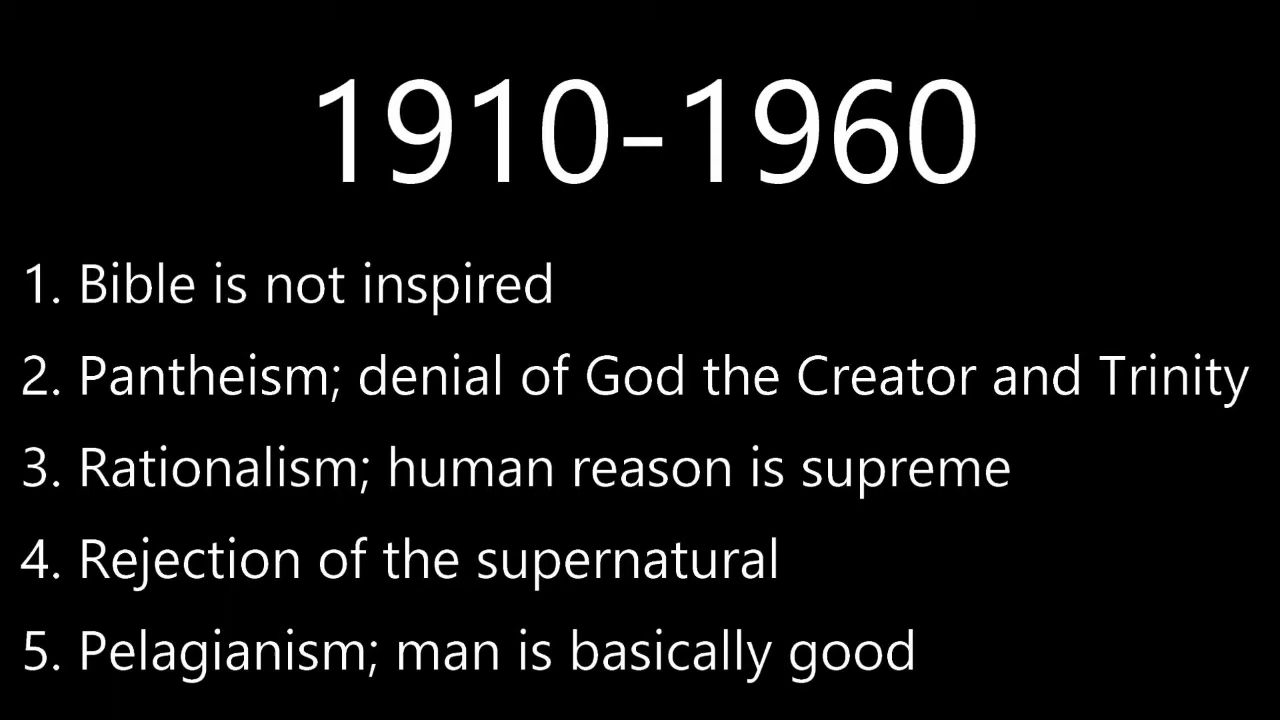 1910-1960
1. Bible is not inspired
2. Pantheism; denial of God the Creator and Trinity
3. Rationalism; human reason is supreme
4. Rejection of the supernatural
5. Pelagianism; man is basically good